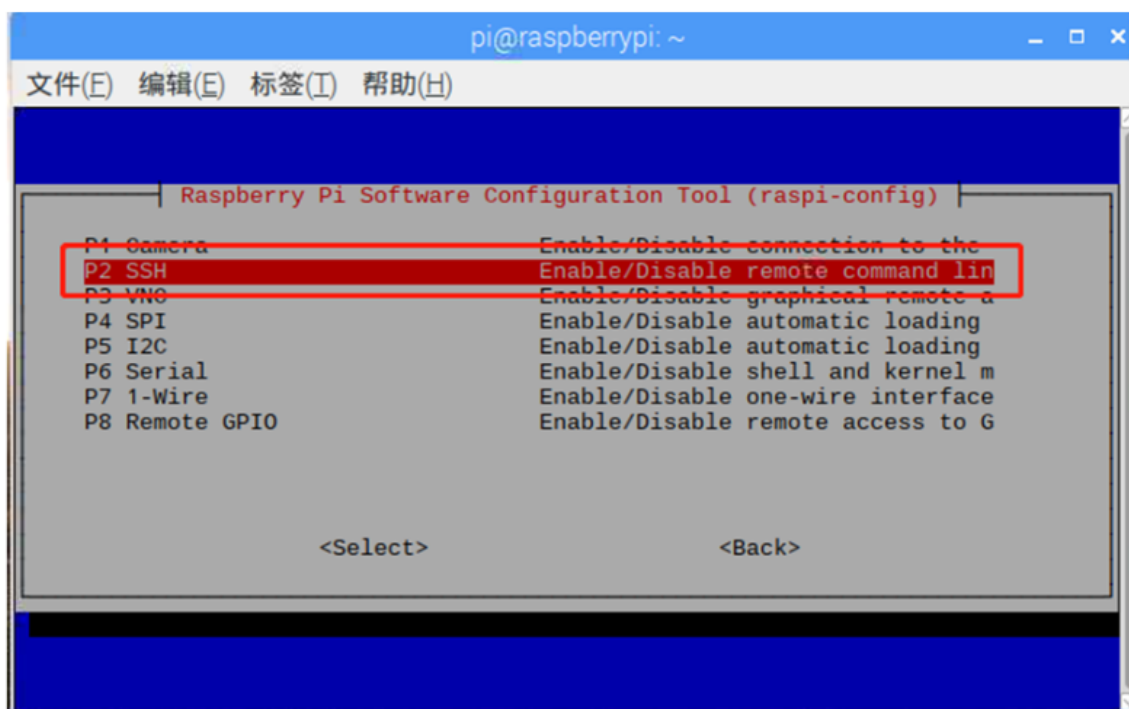 pi@raspberrypi: ~
文件(F) 编辑(E) 标签(T) 帮助(H)
Raspberry Pi Software Configuration Tool (raspi-config)
P1 Camera Enable/Disable connection to the
P2 SSH Enable/Disable remote command lin
P3 VNC Enable/Disable graphical remote a
P4 SPI Enable/Disable automatic loading
P5 I2C Enable/Disable automatic loading
P6 Serial Enable/Disable shell and kernel m
P7 1-Wire Enable/Disable one-wire interface
P8 Remote GPIO Enable/Disable remote access to G
<Select> <Back>